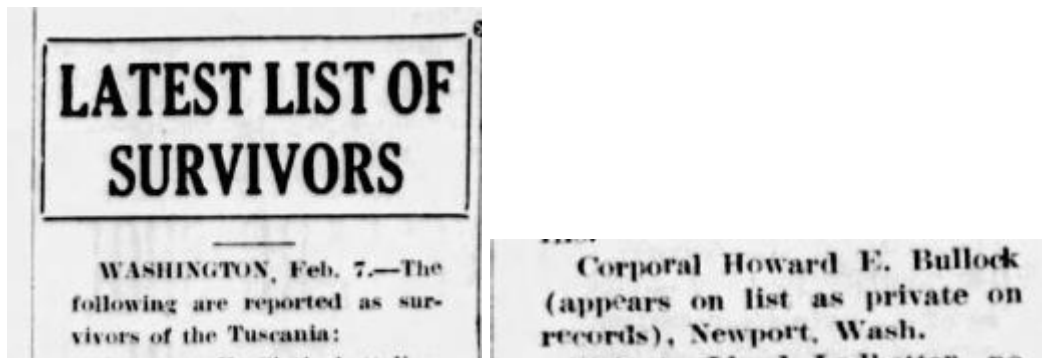 LATEST LIST OF
SURVIVORS
WASHINGTON, Feb. 7.—The
following are reported as sur-
vivors of the Tuscania:
Corporal Howard E. Bullock
(appears on list as private on
records), Newport, Wash.